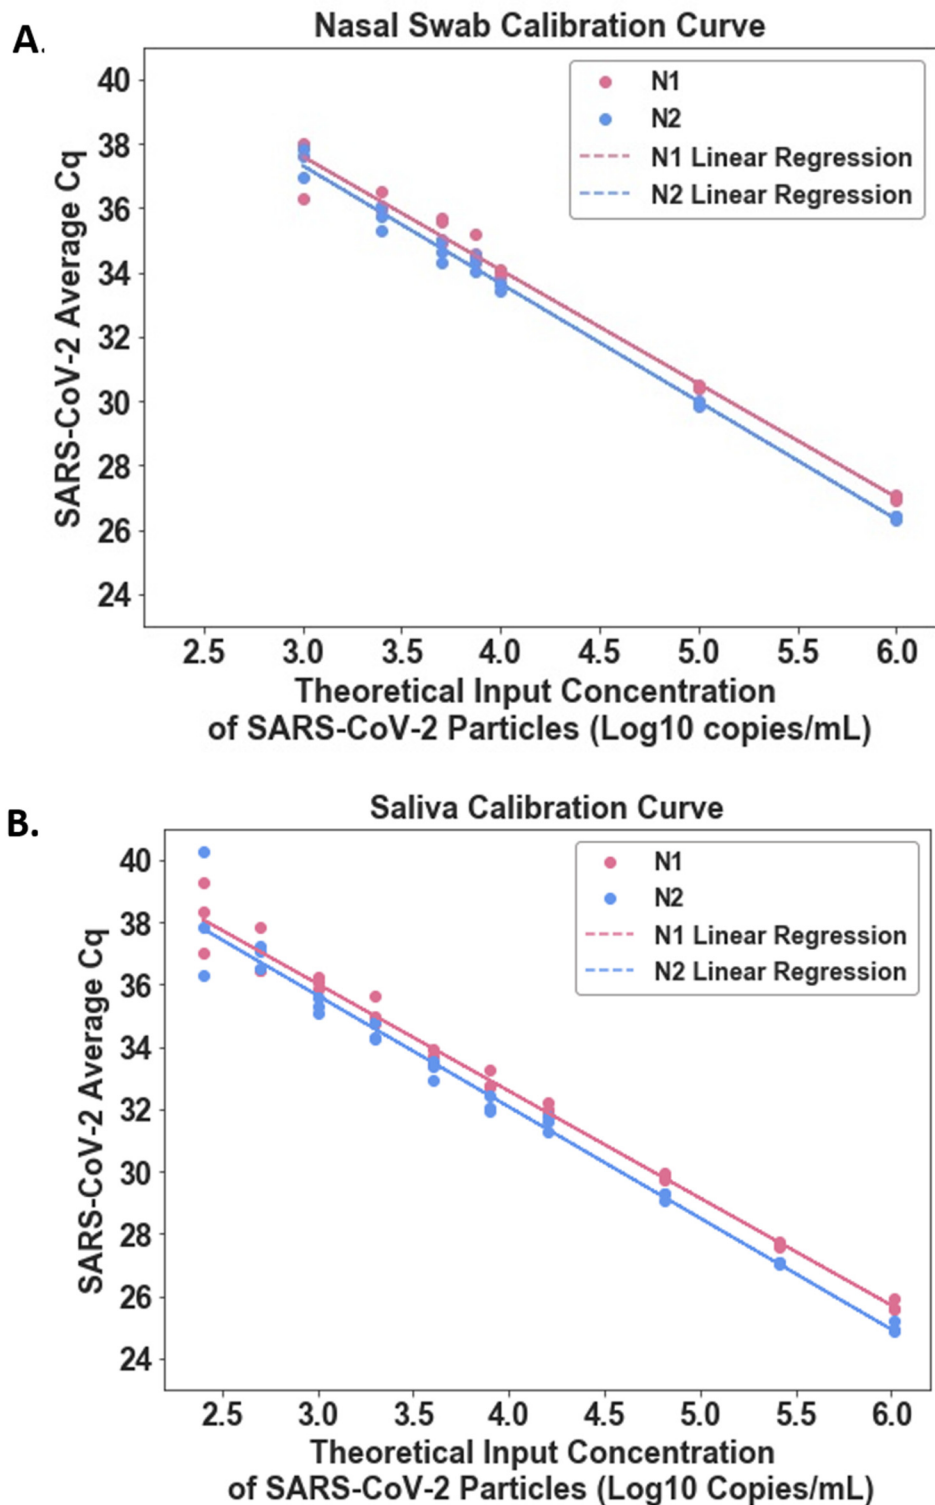 A.
Nasal Swab Calibration Curve
N1
N2
N1 Linear Regression
N2 Linear Regression
SARS-CoV-2 Average Cq
40
38
36
34
32
30
28
26
24
2.5 3.0 3.5 4.0 4.5 5.0 5.5 6.0
Theoretical Input Concentration
of SARS-CoV-2 Particles (Log10 copies/mL)
B.
Saliva Calibration Curve
N1
N2
N1 Linear Regression
N2 Linear Regression
SARS-CoV-2 Average Cq
40
38
36
34
32
30
28
26
24
2.5 3.0 3.5 4.0 4.5 5.0 5.5 6.0
Theoretical Input Concentration
of SARS-CoV-2 Particles (Log10 Copies/mL)